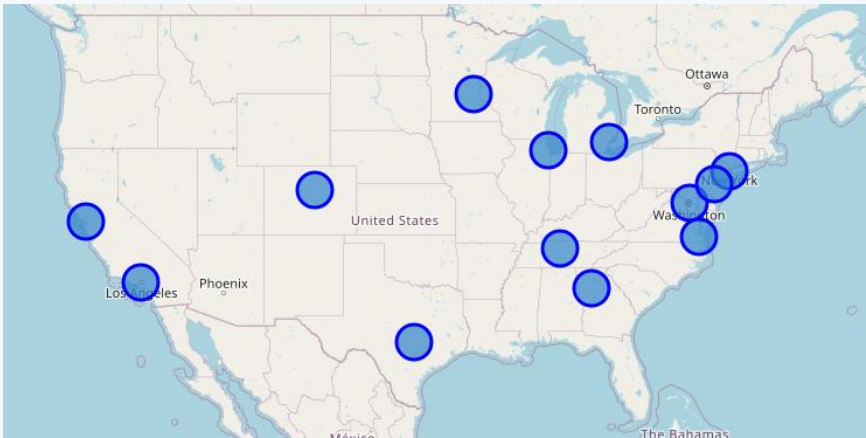 Ottawa
Toronto
New York
Washington
United States
Phoenix
Los Angeles
México
The Bahamas